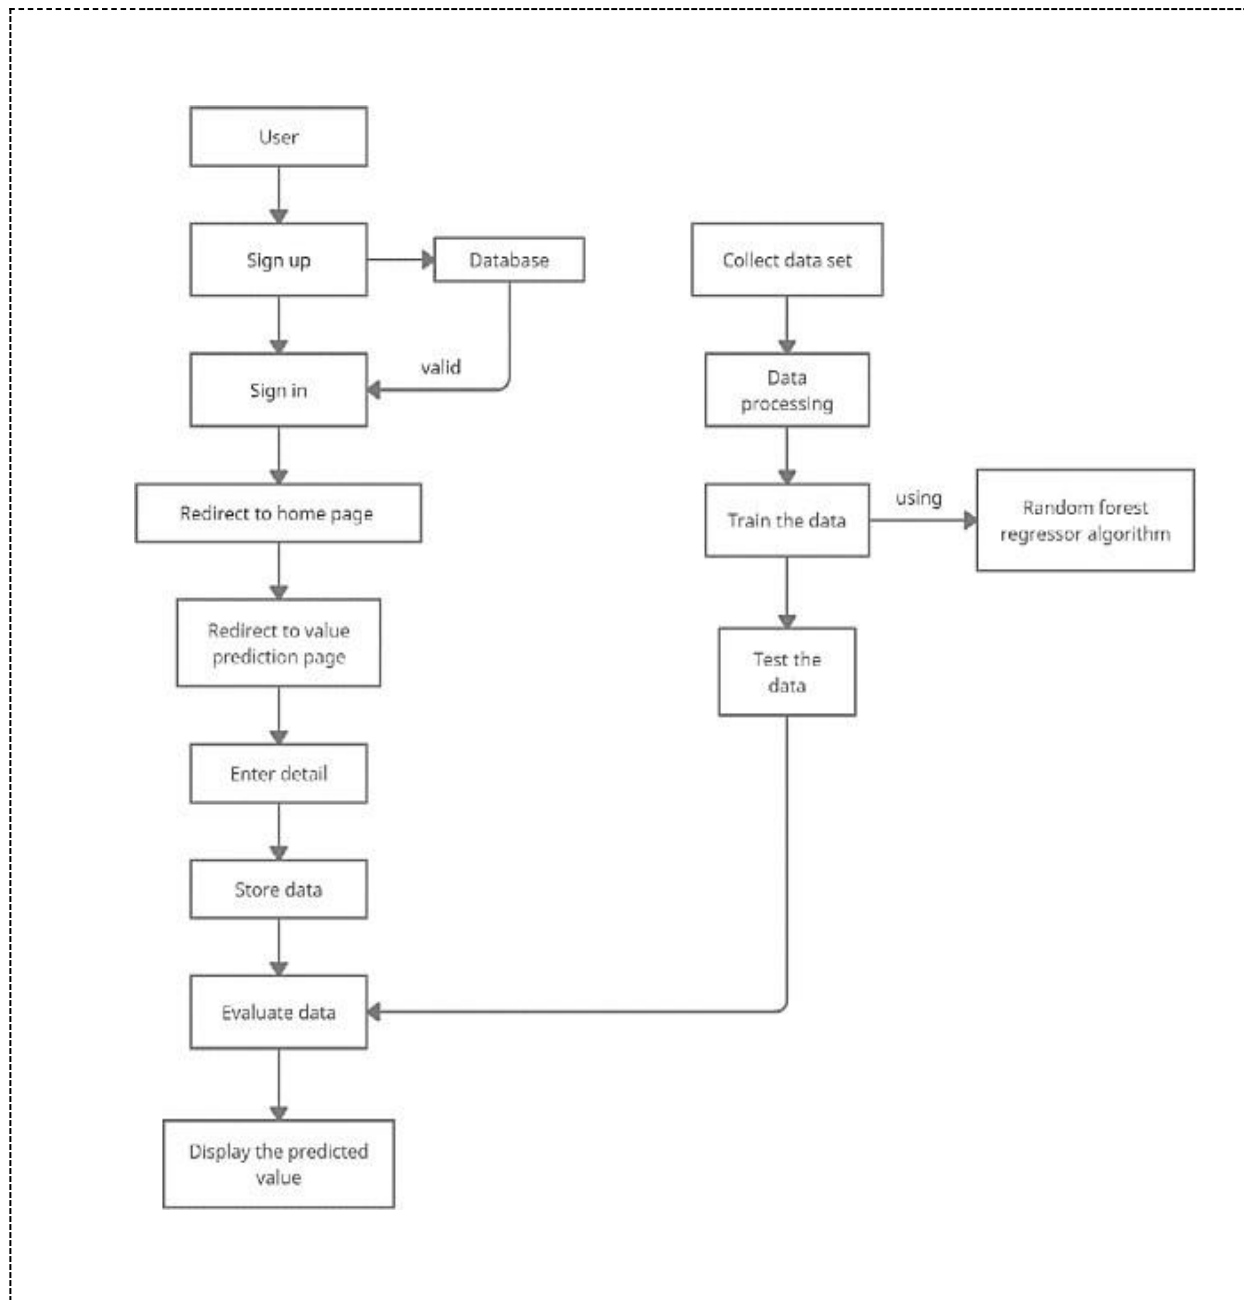 User
Sign up
Database
Collect data set
Sign in
valid
Data
processing
Redirect to home page
Train the data
using
Random forest
regressor algorithm
Redirect to value
prediction page
Test the
data
Enter detail
Store data
Evaluate data
Display the predicted
value